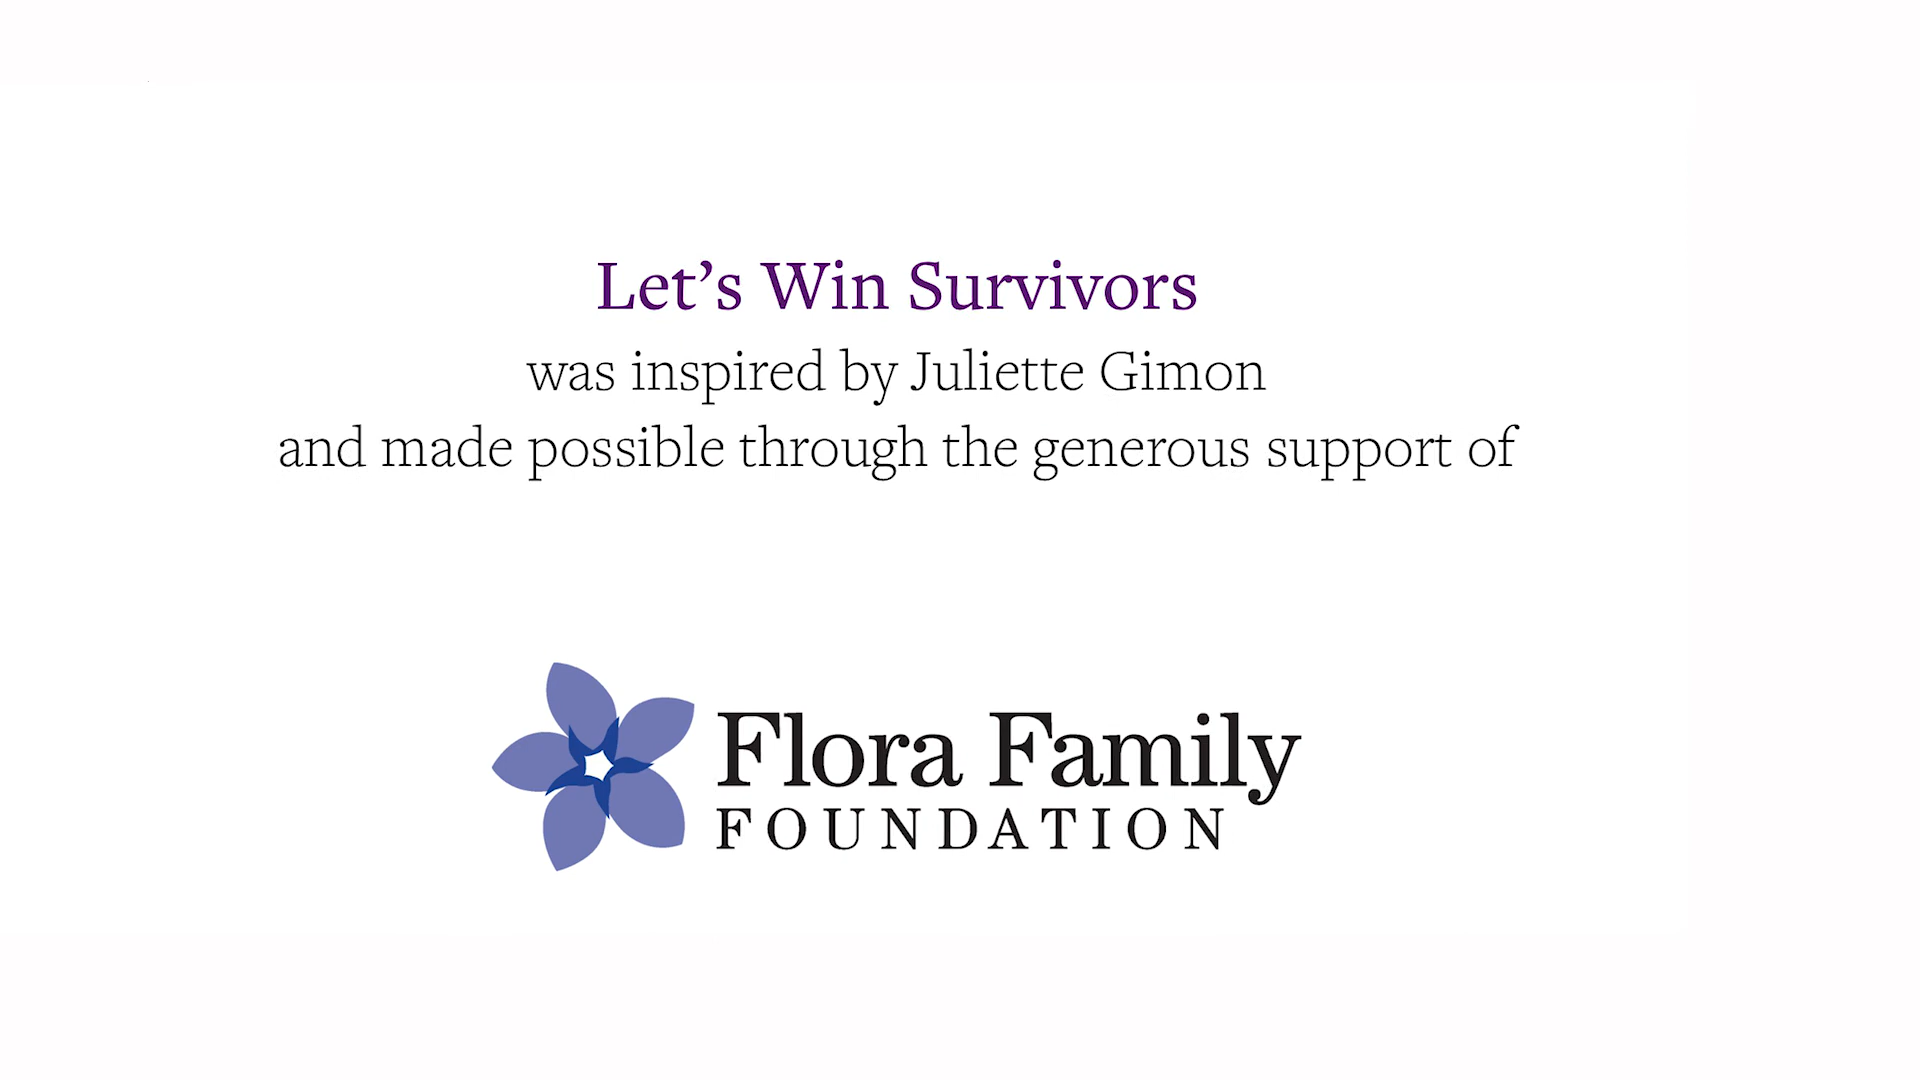 Let’s Win Survivors
was inspired by Juliette Gimon
and made possible through the generous support of
Flora Family
FOUNDATION